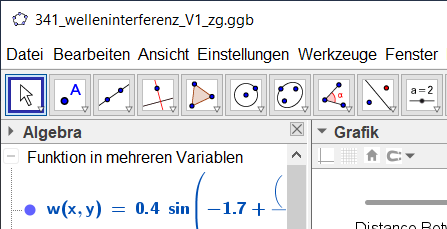 341_welleninterferenz_V1_zg.ggb
Datei Bearbeiten Ansicht Einstellungen Werkzeuge Fenster
A α a = 2
Algebra
Grafik
Funktion in mehreren Variablen
w(x, y) = 0.4 sin( −1.7 + (
Distance